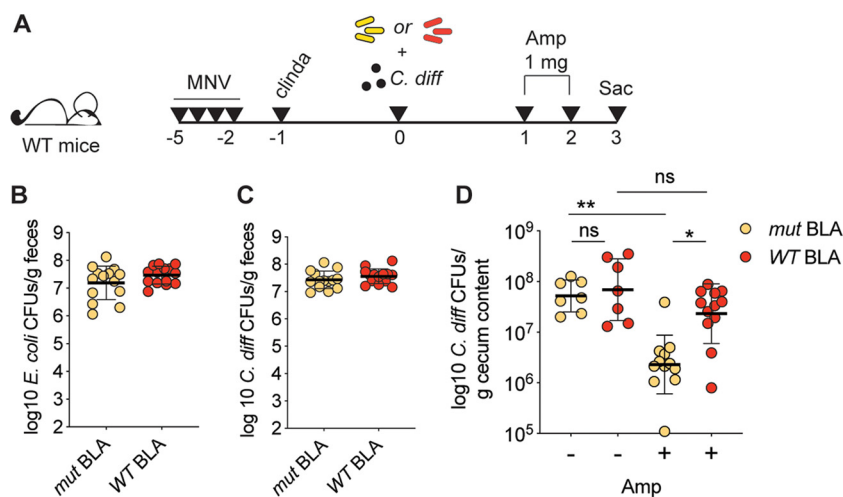 A
MNV
clinda
or
+
C. diff
Amp
1 mg
Sac
WT mice
-5
-2
-1
0
1
2
3
B
log10 E. coli CFUs/g feces
9
8
7
6
5
4
3
2
mut BLA
WT BLA
C
log 10 C. diff CFUs/g feces
9
8
7
6
5
4
3
2
mut BLA
WT BLA
D
log10 C. diff CFUs/
g cecum content
10⁹
10⁸
10⁷
10⁶
10⁵
ns
**
ns
*
mut BLA
WT BLA
- - + +
Amp